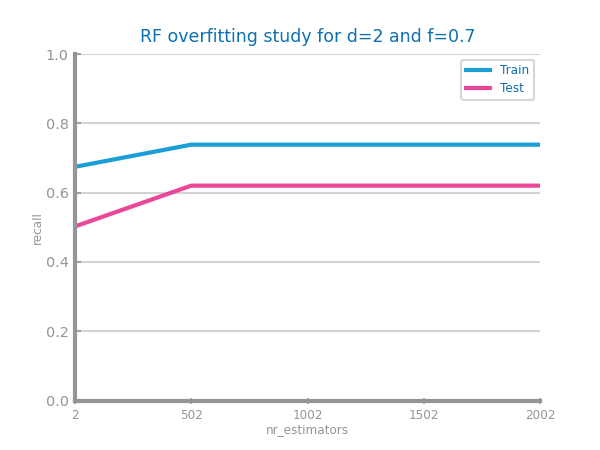 RF overfitting study for d=2 and f=0.7
1.0
Train
Test
0.8
0.6
recall
0.4
0.2
0.0
2 502 1002 1502 2002
nr_estimators